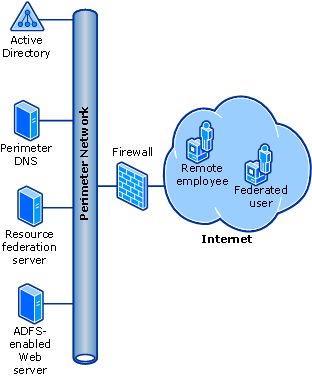 Active
Directory
Perimeter
DNS
Resource
federation
server
ADFS-
enabled
Web
server
Perimeter Network
Firewall
Remote
employee
Federated
user
Internet